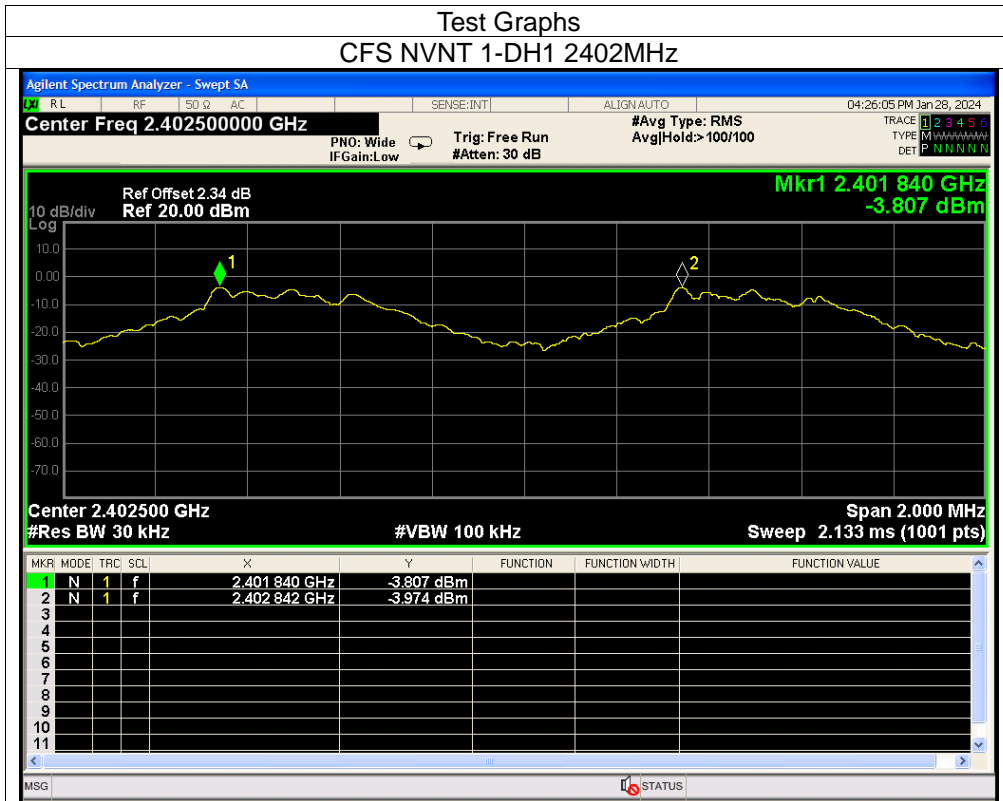 Test Graphs
CFS NVNT 1-DH1 2402MHz
Agilent Spectrum Analyzer - Swept SA
LXI RL RF 50 Ω AC SENSE:INT ALIGN AUTO 04:26:05 PM Jan 28, 2024
Center Freq 2.402500000 GHz #Avg Type: RMS TRACE 1 2 3 4 5 6
PNO: Wide Trig: Free Run Avg|Hold:>100/100 TYPE M
IFGain:Low #Atten: 30 dB DET P N N N N N
Mkr1 2.401 840 GHz
Ref Offset 2.34 dB
10 dB/div Ref 20.00 dBm -3.807 dBm
Log
10.0
1 2
0.00
-10.0
-20.0
-30.0
-40.0
-50.0
-60.0
-70.0
Center 2.402500 GHz Span 2.000 MHz
#Res BW 30 kHz #VBW 100 kHz Sweep 2.133 ms (1001 pts)
MKR MODE TRC SCL X Y FUNCTION FUNCTION WIDTH FUNCTION VALUE
1 N 1 f 2.401 840 GHz -3.807 dBm
2 N 1 f 2.402 842 GHz -3.974 dBm
3
4
5
6
7
8
9
10
11
MSG STATUS